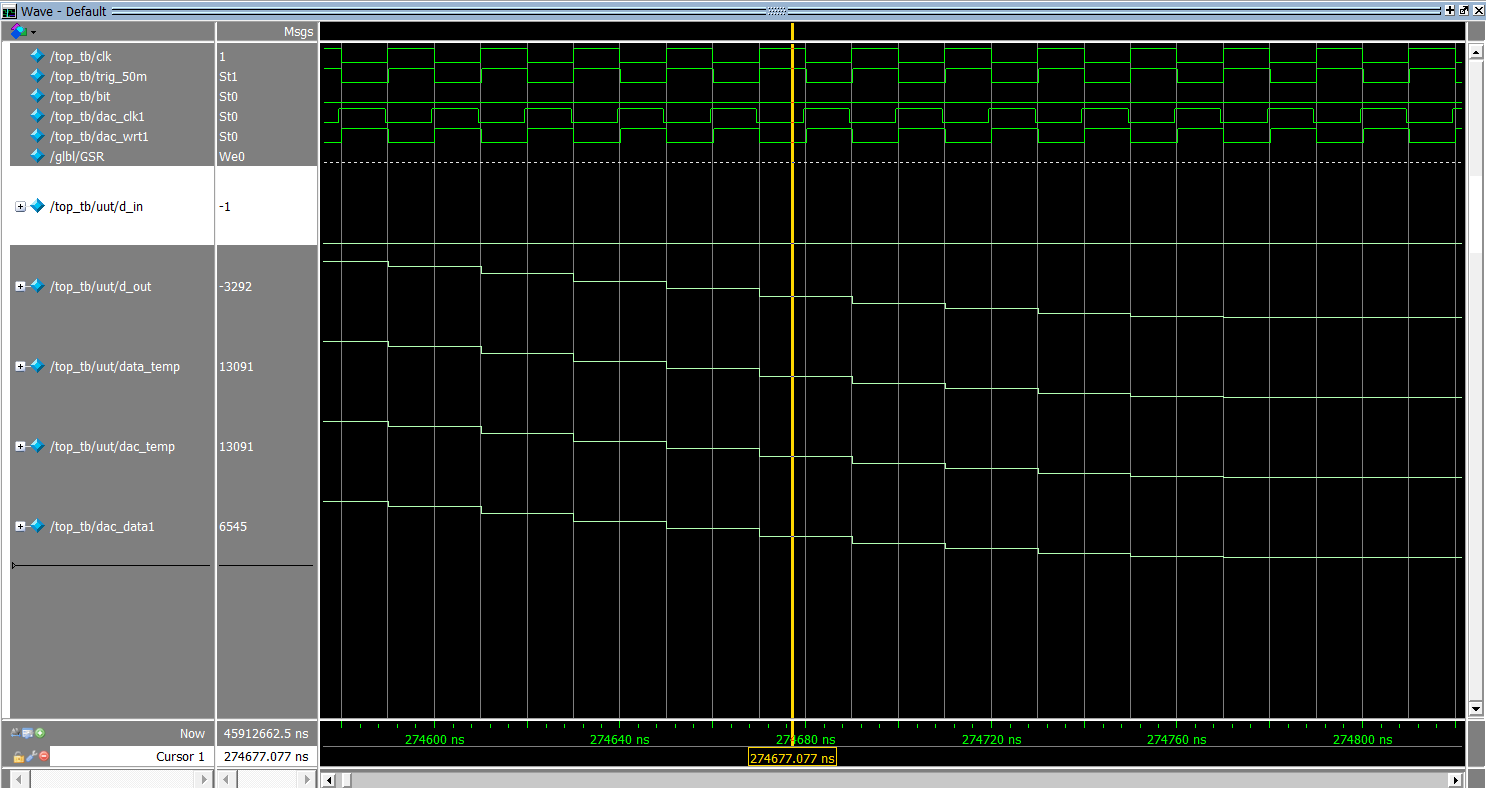 Wave - Default
Msgs
/top_tb/clk 1
/top_tb/trig_50m St1
/top_tb/bit St0
/top_tb/dac_clk1 St0
/top_tb/dac_wrt1 St0
/glbl/GSR We0
/top_tb/uut/d_in -1
/top_tb/uut/d_out -3292
/top_tb/uut/data_temp 13091
/top_tb/uut/dac_temp 13091
/top_tb/dac_data1 6545
Now 45912662.5 ns 274600 ns 274640 ns 274680 ns 274720 ns 274760 ns 274800 ns
Cursor 1 274677.077 ns 274677.077 ns